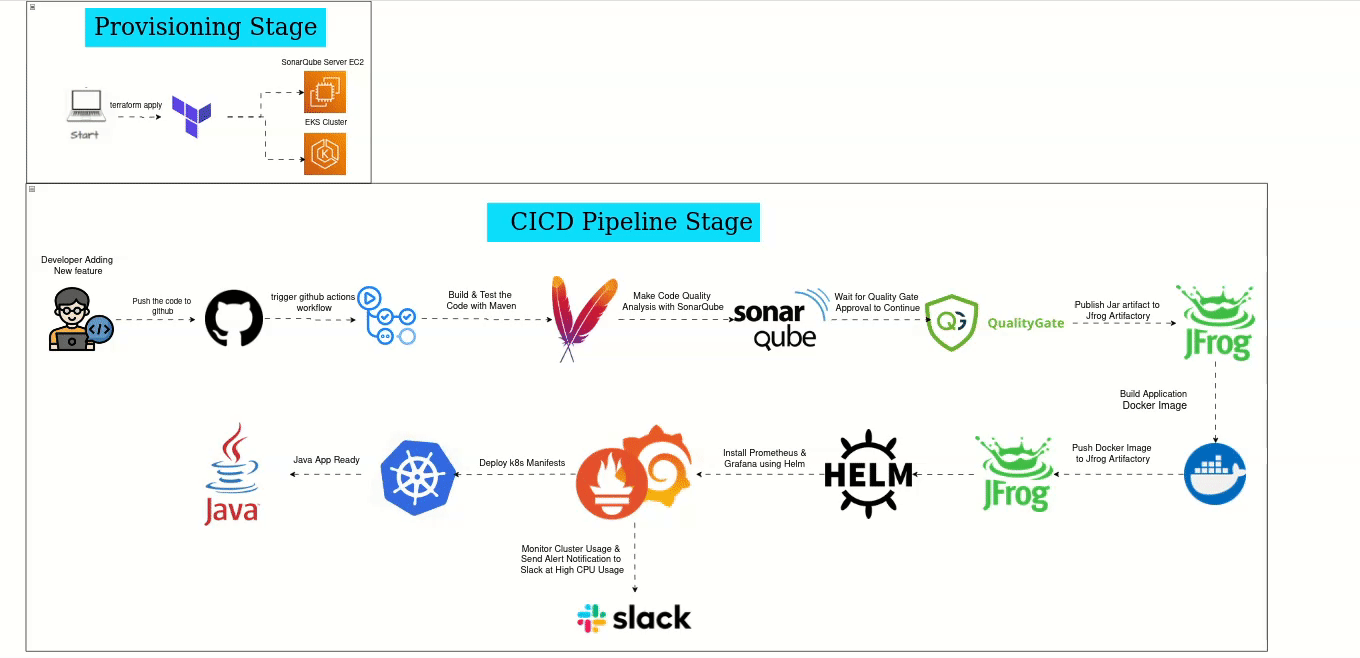 Provisioning Stage
SonarQube Server EC2
terraform apply
Start
EKS Cluster
CICD Pipeline Stage
Developer Adding
New feature
Push the code to
github
trigger github actions
workflow
Build & Test the
Code with Maven
Make Code Quality
Analysis with SonarQube
sonar
qube
Wait for Quality Gate
Approval to Continue
QG
QualityGate
Publish Jar artifact to
Jfrog Artifactory
JFrog
Build Application
Docker Image
Push Docker Image
to Jfrog Artifactory
JFrog
HELM
Install Prometheus &
Grafana using Helm
Deploy k8s Manifests
Java App Ready
Java
Monitor Cluster Usage &
Send Alert Notification to
Slack at High CPU Usage
slack